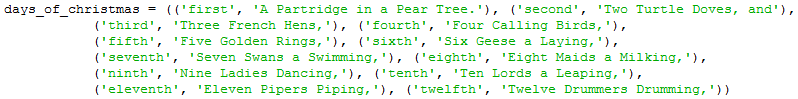 days_of_christmas = (('first', 'A Partridge in a Pear Tree.'), ('second', 'Two Turtle Doves, and'),
('third', 'Three French Hens,'), ('fourth', 'Four Calling Birds,'),
('fifth', 'Five Golden Rings,'), ('sixth', 'Six Geese a Laying,'),
('seventh', 'Seven Swans a Swimming,'), ('eighth', 'Eight Maids a Milking,'),
('ninth', 'Nine Ladies Dancing,'), ('tenth', 'Ten Lords a Leaping,'),
('eleventh', 'Eleven Pipers Piping,'), ('twelfth', 'Twelve Drummers Drumming,'))